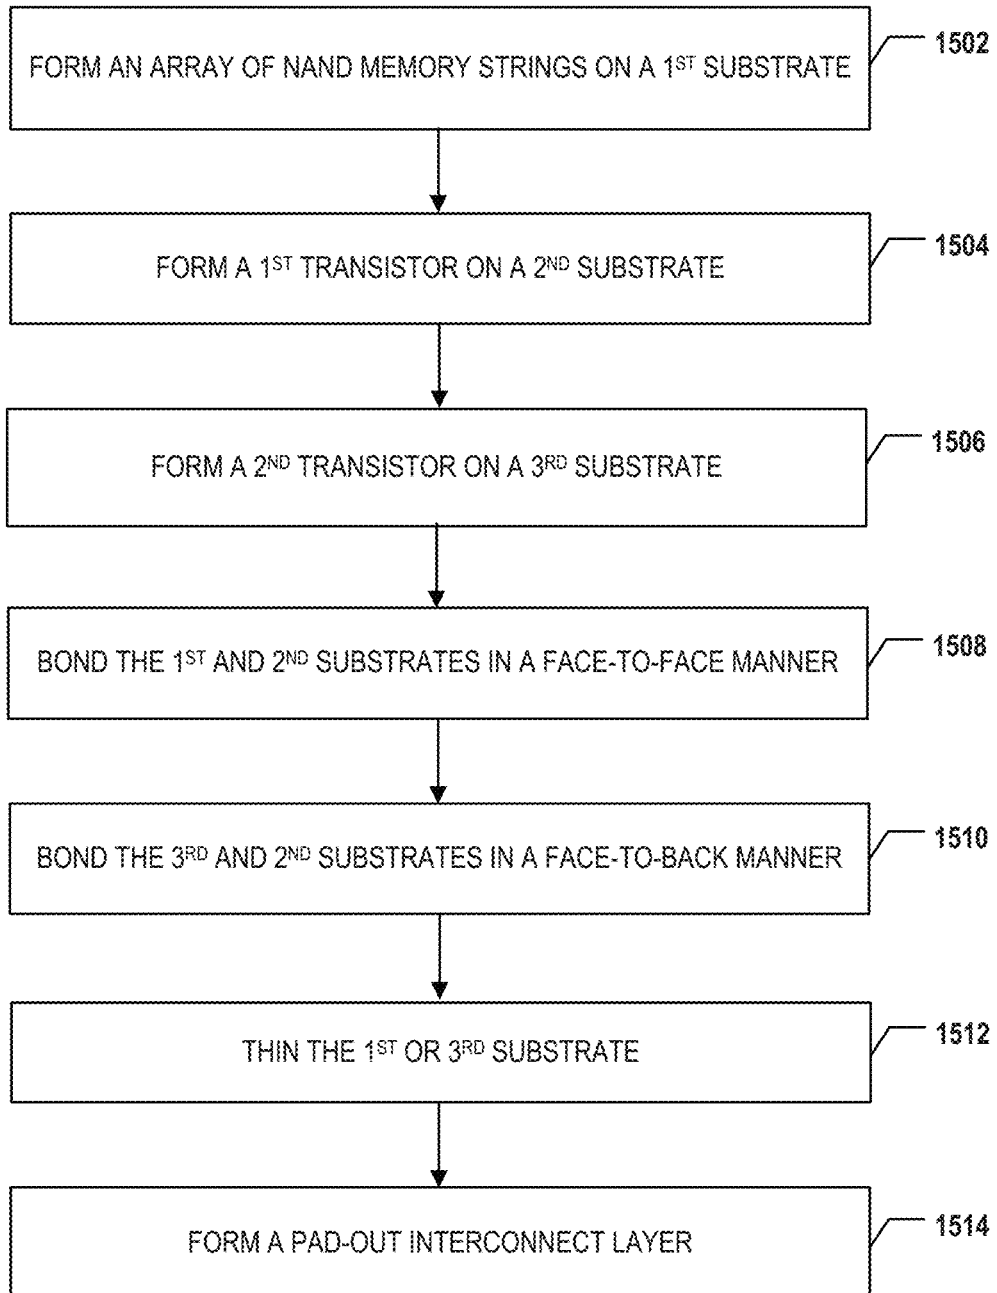 FORM AN ARRAY OF NAND MEMORY STRINGS ON A 1ST SUBSTRATE
1502
FORM A 1ST TRANSISTOR ON A 2ND SUBSTRATE
1504
FORM A 2ND TRANSISTOR ON A 3RD SUBSTRATE
1506
BOND THE 1ST AND 2ND SUBSTRATES IN A FACE-TO-FACE MANNER
1508
BOND THE 3RD AND 2ND SUBSTRATES IN A FACE-TO-BACK MANNER
1510
THIN THE 1ST OR 3RD SUBSTRATE
1512
FORM A PAD-OUT INTERCONNECT LAYER
1514